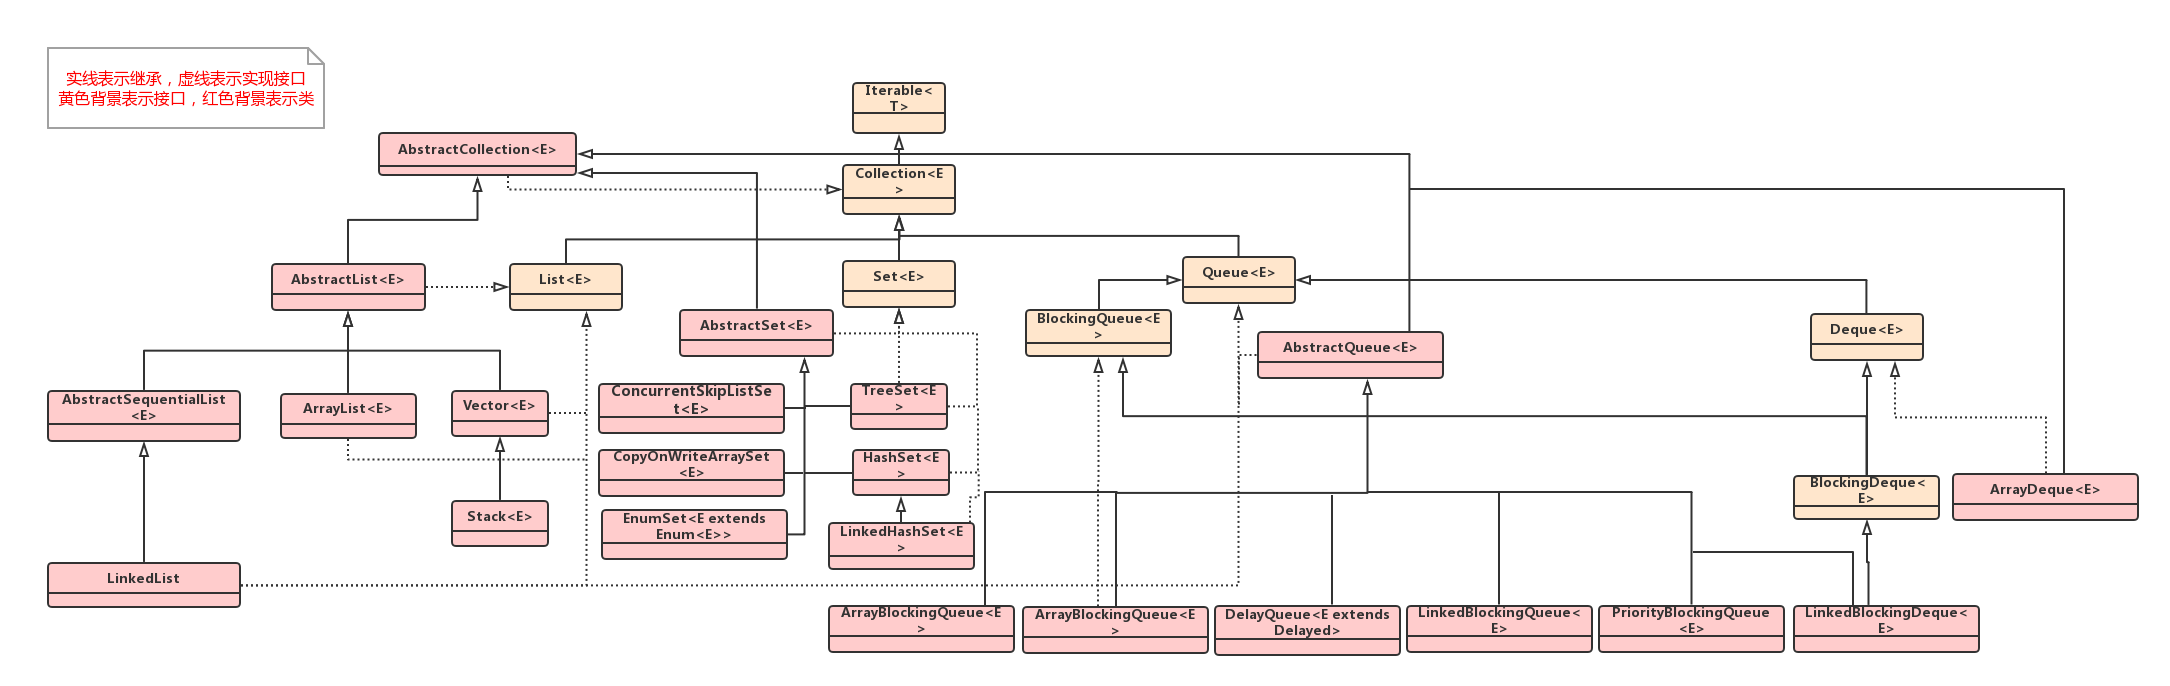 实线表示继承，虚线表示实现接口
黄色背景表示接口，红色背景表示类
Iterable<
T>
AbstractCollection<E>
Collection<E
>
AbstractList<E>
List<E>
Set<E>
Queue<E>
AbstractSet<E>
BlockingQueue<E
>
AbstractQueue<E>
Deque<E>
AbstractSequentialList
<E>
ArrayList<E>
Vector<E>
ConcurrentSkipListSe
t<E>
TreeSet<E
>
CopyOnWriteArraySet
<E>
HashSet<E
>
BlockingDeque<
E>
ArrayDeque<E>
Stack<E>
EnumSet<E extends
Enum<E>>
LinkedHashSet<E
>
LinkedList
ArrayBlockingQueue<E
>
ArrayBlockingQueue<E
>
DelayQueue<E extends
Delayed>
LinkedBlockingQueue<
E>
PriorityBlockingQueue
<E>
LinkedBlockingDeque<
E>